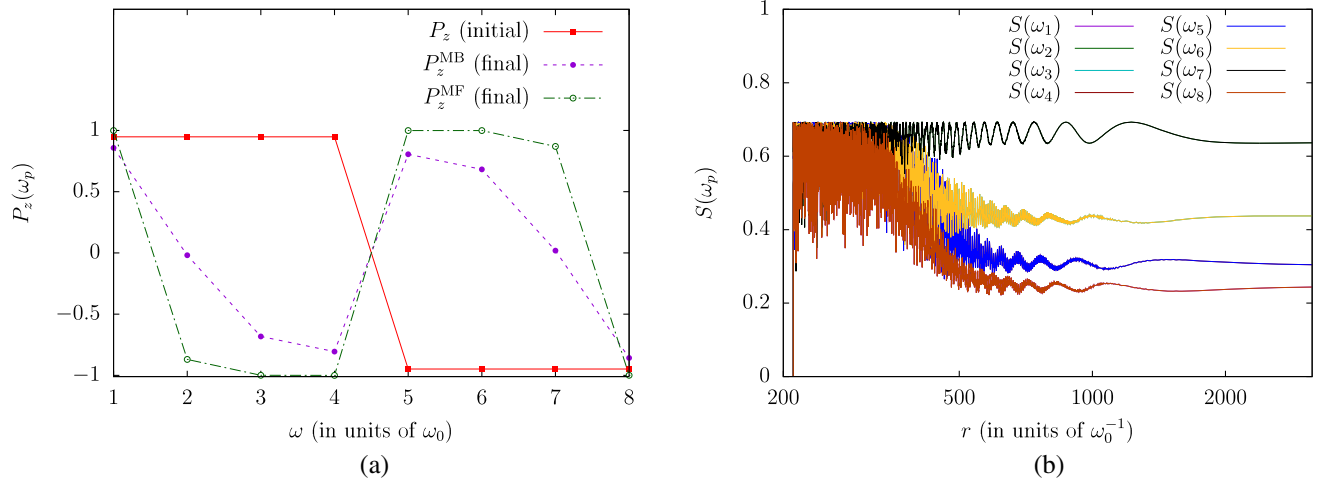 P_z (initial)
P_z^MB (final)
P_z^MF (final)
P_z(ω_p)
1
0.5
0
−0.5
−1
1 2 3 4 5 6 7 8
ω (in units of ω_0)
(a)
S(ω_1) S(ω_5)
S(ω_2) S(ω_6)
S(ω_3) S(ω_7)
S(ω_4) S(ω_8)
S(ω_p)
1
0.8
0.6
0.4
0.2
0
200 500 1000 2000
r (in units of ω_0^−1)
(b)